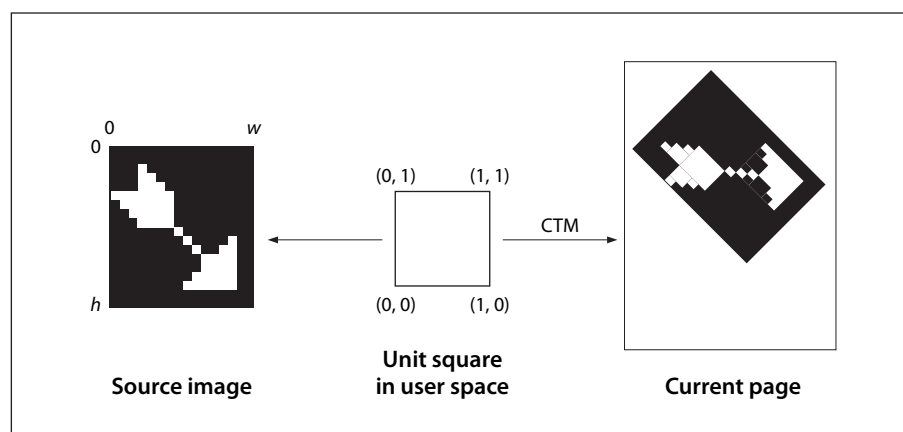 0 w
0
(0, 1) (1, 1)
CTM
h
(0, 0) (1, 0)
Source image
Unit square
in user space
Current page